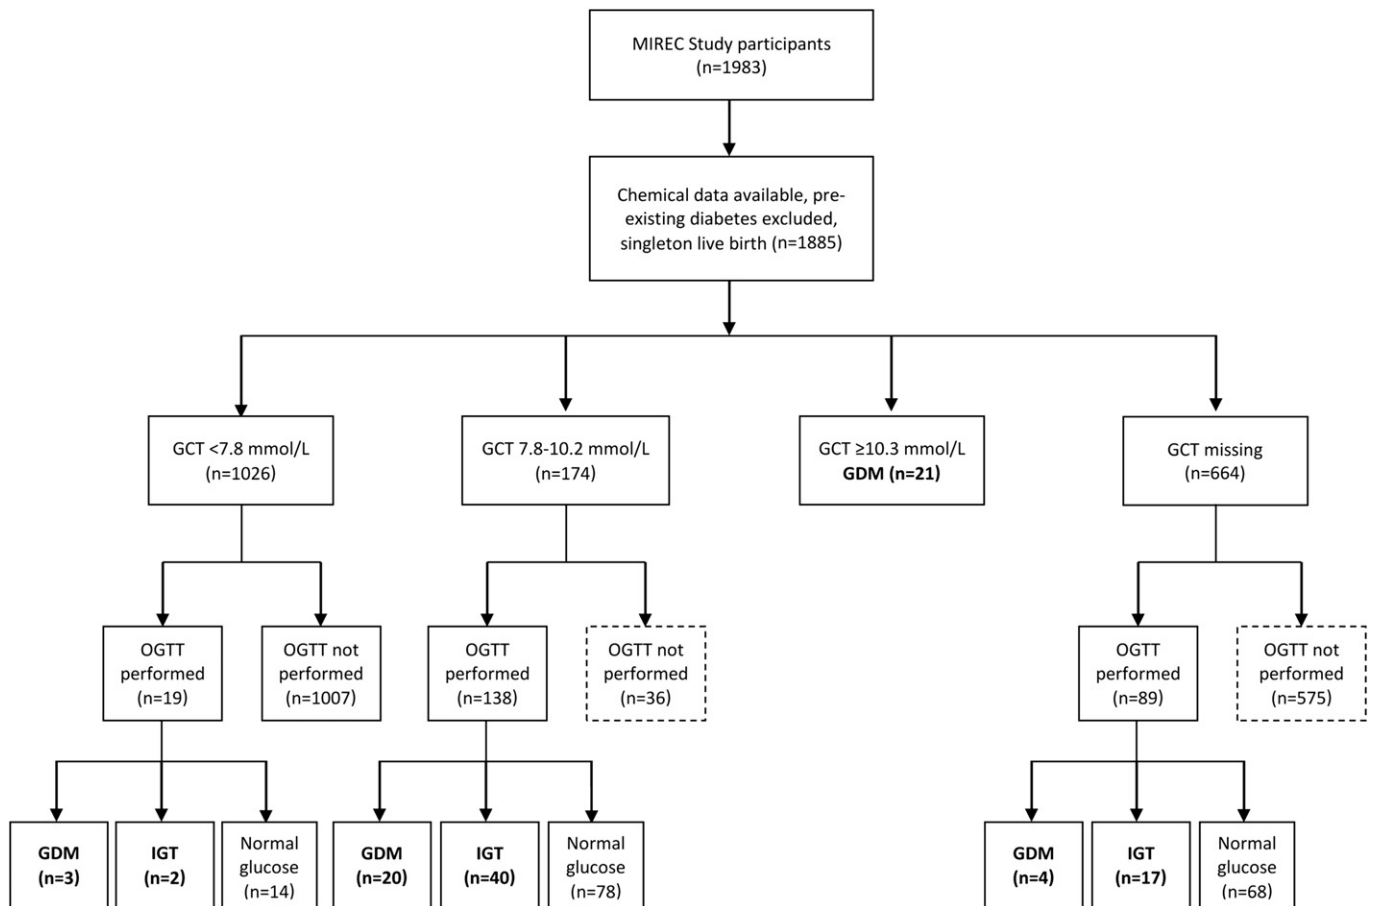 MIREC Study participants
(n=1983)
Chemical data available, pre-
existing diabetes excluded,
singleton live birth (n=1885)
GCT <7.8 mmol/L
(n=1026)
GCT 7.8-10.2 mmol/L
(n=174)
GCT ≥10.3 mmol/L
GDM (n=21)
GCT missing
(n=664)
OGTT
performed
(n=19)
OGTT not
performed
(n=1007)
OGTT
performed
(n=138)
OGTT not
performed
(n=36)
OGTT
performed
(n=89)
OGTT not
performed
(n=575)
GDM
(n=3)
IGT
(n=2)
Normal
glucose
(n=14)
GDM
(n=20)
IGT
(n=40)
Normal
glucose
(n=78)
GDM
(n=4)
IGT
(n=17)
Normal
glucose
(n=68)